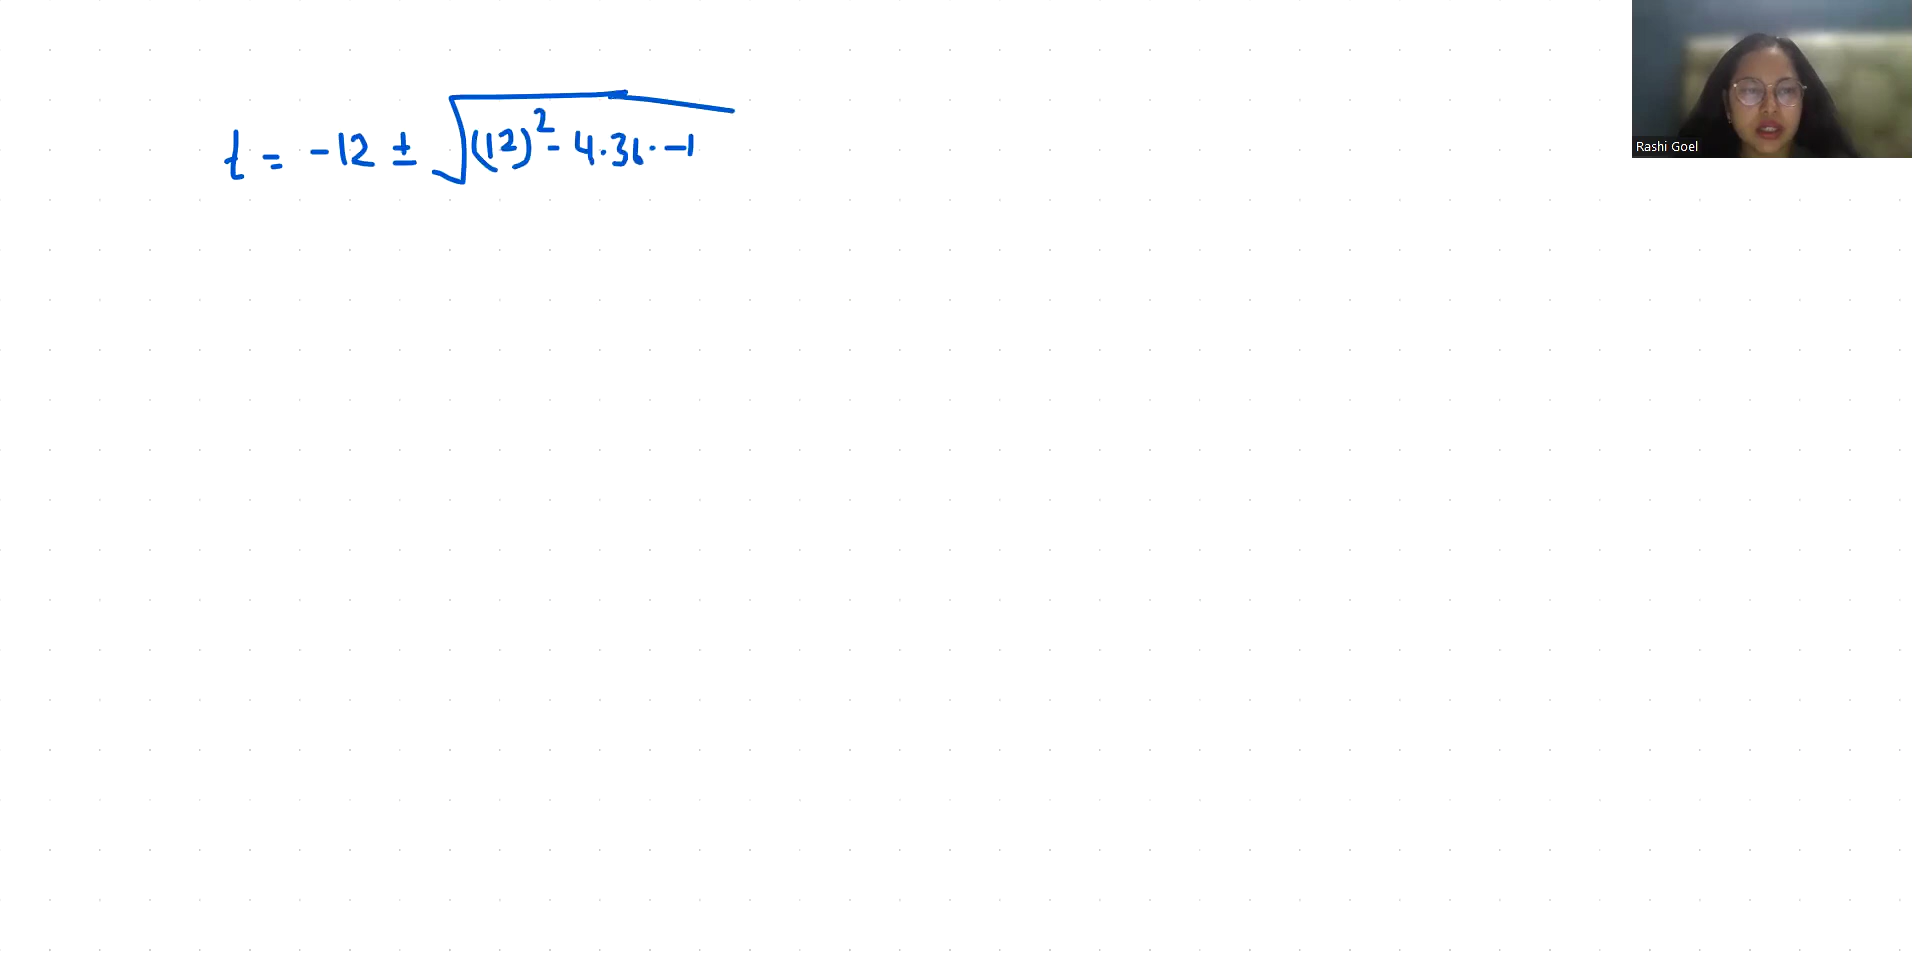 t = -12 ± √(12)² - 4·36·-1
Rashi Goel